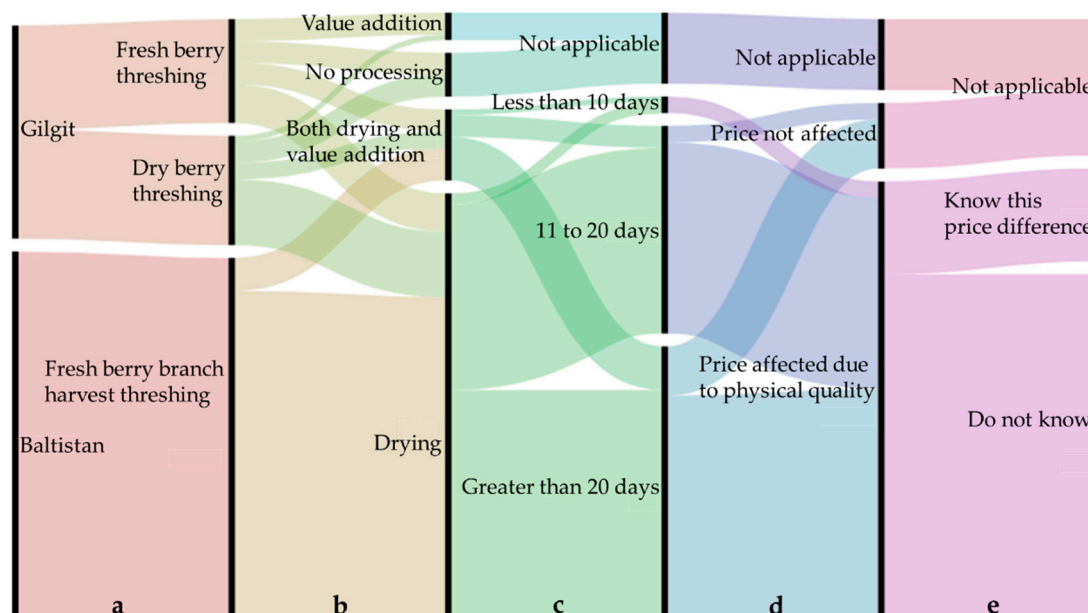 Gilgit
Baltistan
Fresh berry
threshing
Dry berry
threshing
Fresh berry branch
harvest threshing
Value addition
No processing
Both drying and
value addition
Drying
Not applicable
Less than 10 days
11 to 20 days
Greater than 20 days
Not applicable
Price not affected
Price affected due
to physical quality
Not applicable
Know this
price difference
Do not know
a b c d e